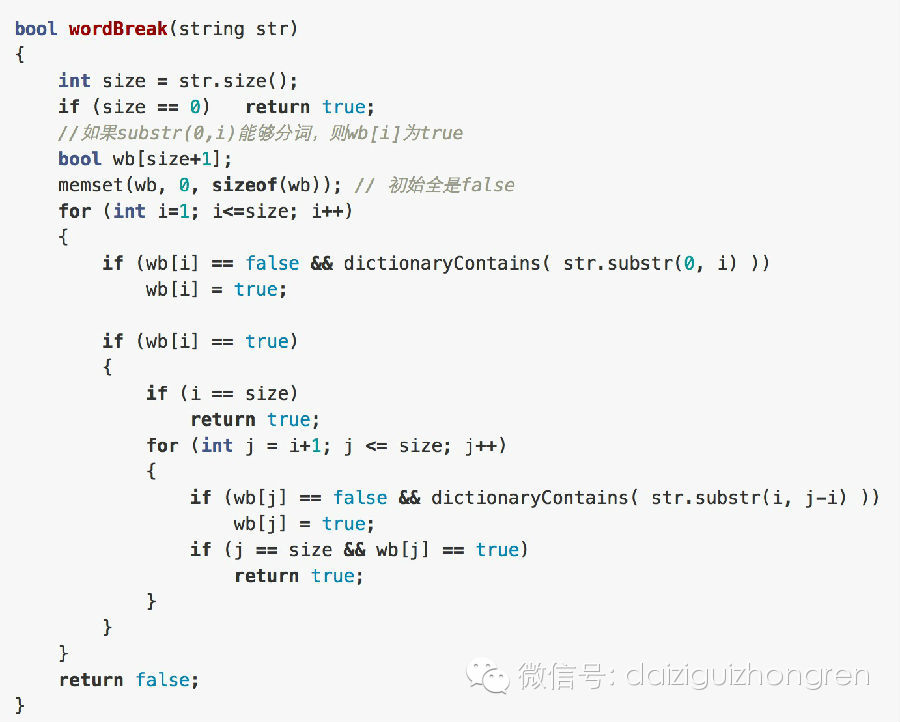 bool wordBreak(string str)
{
    int size = str.size();
    if (size == 0)   return true;
    //如果substr(0,i)能够分词，则wb[i]为true
    bool wb[size+1];
    memset(wb, 0, sizeof(wb)); // 初始全是false
    for (int i=1; i<=size; i++)
    {
        if (wb[i] == false && dictionaryContains( str.substr(0, i) ))
            wb[i] = true;

        if (wb[i] == true)
        {
            if (i == size)
                return true;
            for (int j = i+1; j <= size; j++)
            {
                if (wb[j] == false && dictionaryContains( str.substr(i, j-i) ))
                    wb[j] = true;
                if (j == size && wb[j] == true)
                    return true;
            }
        }
    }
    return false;
}
微信号: daiziguizhongren